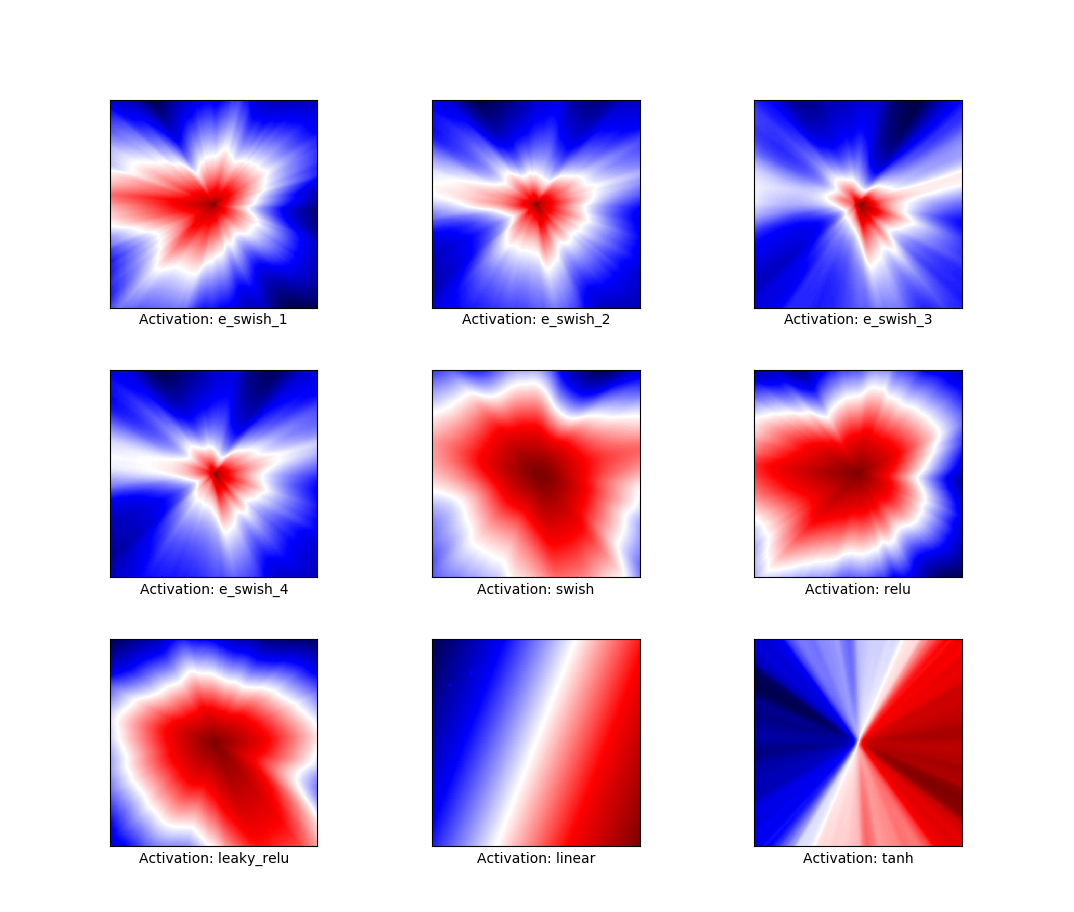 Activation: e_swish_1
Activation: e_swish_2
Activation: e_swish_3
Activation: e_swish_4
Activation: swish
Activation: relu
Activation: leaky_relu
Activation: linear
Activation: tanh